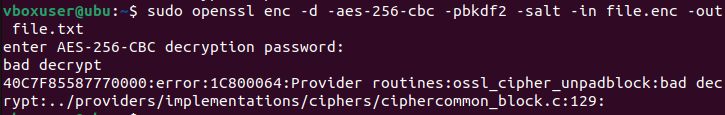 vboxuser@ubu:~$ sudo openssl enc -d -aes-256-cbc -pbkdf2 -salt -in file.enc -out
 file.txt
enter AES-256-CBC decryption password:
bad decrypt
40C7F85587770000:error:1C800064:Provider routines:ossl_cipher_unpadblock:bad dec
rypt:../providers/implementations/ciphers/ciphercommon_block.c:129: